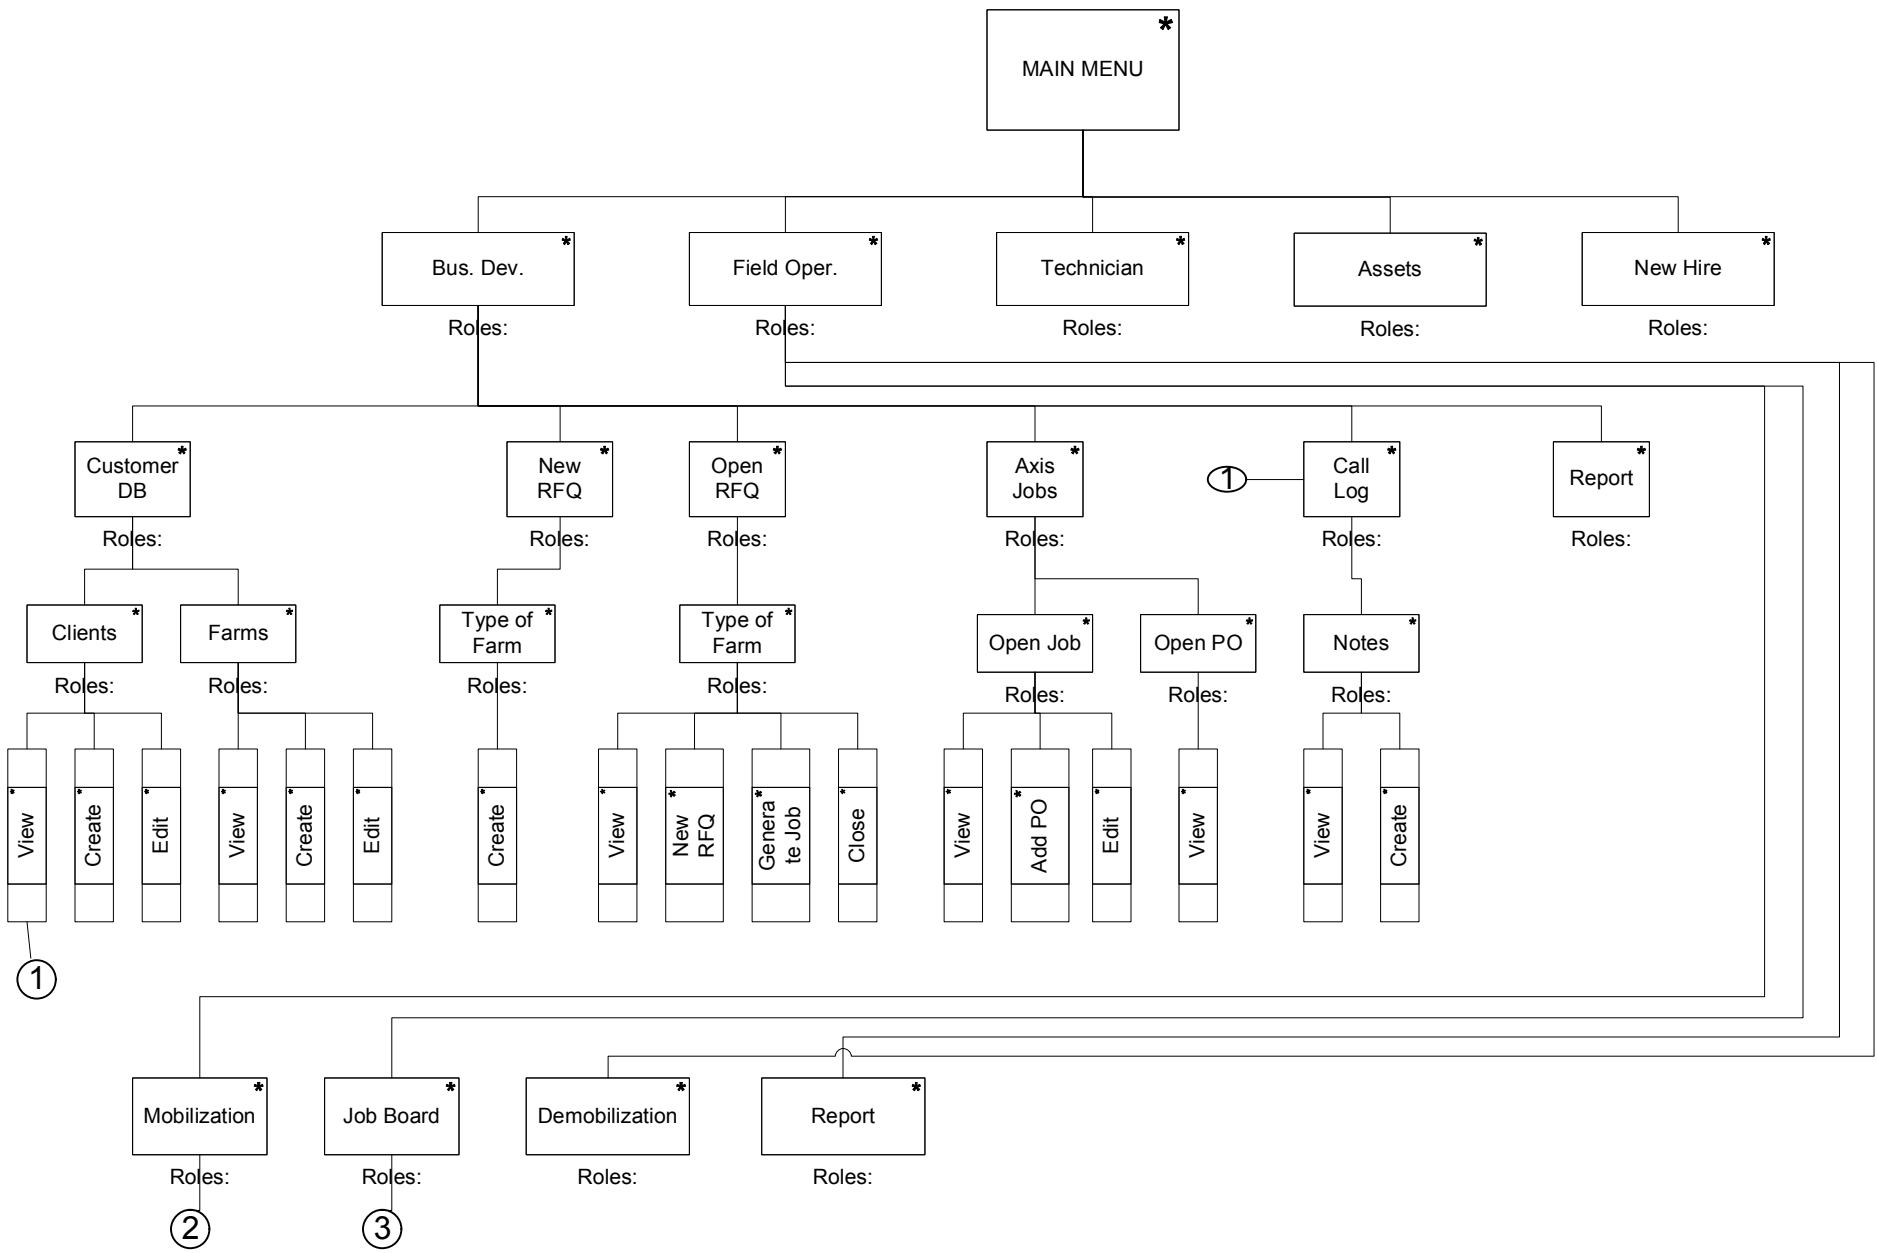 *
MAIN MENU
* * * * *
Bus. Dev.
Field Oper.
Technician
Assets
New Hire
Roles:
Roles:
Roles:
Roles:
Roles:
* * * * * *
Customer
DB
New
RFQ
Open
RFQ
Axis
Jobs
1
Call
Log
Report
Roles:
Roles:
Roles:
Roles:
Roles:
Roles:
* * * * * * *
Clients
Farms
Type of
Farm
Type of
Farm
Open Job
Open PO
Notes
Roles:
Roles:
Roles:
Roles:
Roles:
Roles:
Roles:
* * * * * * * * * * * * * * * * *
View
Create
Edit
View
Create
Edit
Create
View
New
RFQ
Genera
te Job
Close
View
Add PO
Edit
View
View
Create
1
* * * *
Mobilization
Job Board
Demobilization
Report
Roles:
Roles:
Roles:
Roles:
2
3